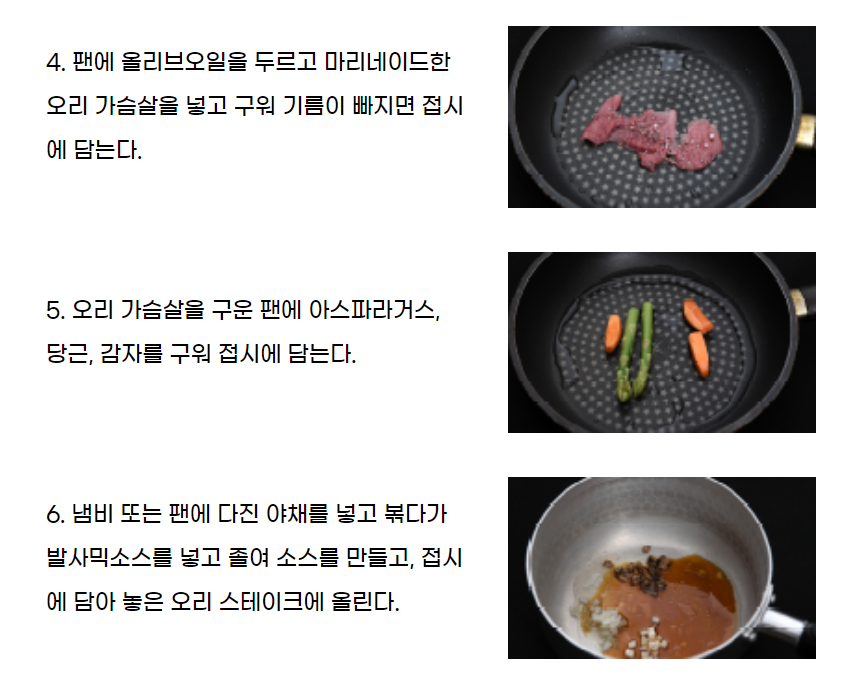 4. 팬에 올리브오일을 두르고 마리네이드한
오리 가슴살을 넣고 구워 기름이 빠지면 접시
에 담는다.
5. 오리 가슴살을 구운 팬에 아스파라거스,
당근, 감자를 구워 접시에 담는다.
6. 냄비 또는 팬에 다진 야채를 넣고 볶다가
발사믹소스를 넣고 졸여 소스를 만들고, 접시
에 담아 놓은 오리 스테이크에 올린다.